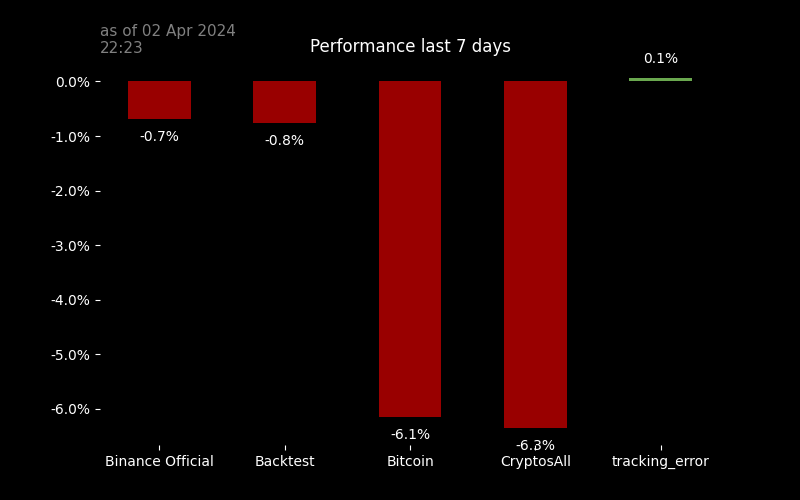 as of 02 Apr 2024
22:23
Performance last 7 days
0.1%
0.0%
-0.7%
-0.8%
-1.0%
-2.0%
-3.0%
-4.0%
-5.0%
-6.0%
-6.1%
-6.3%
Binance Official
Backtest
Bitcoin
CryptosAll
tracking_error